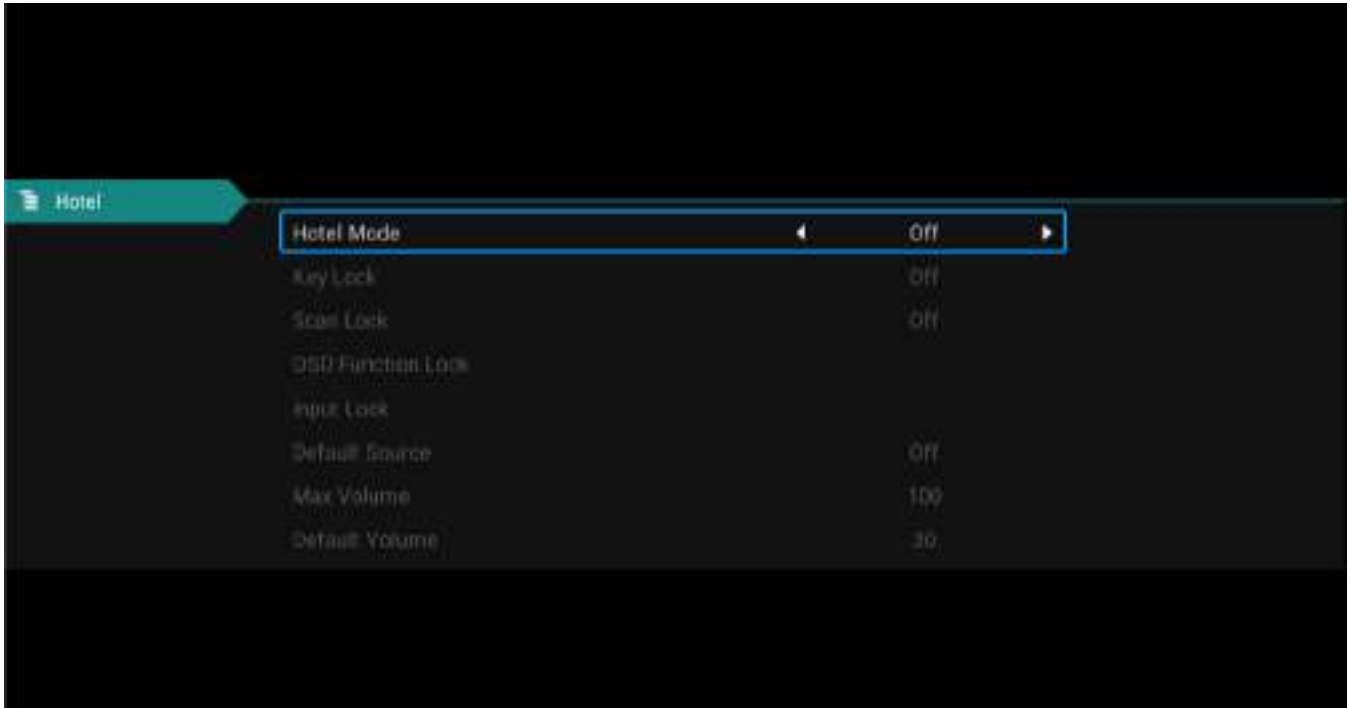 Hotel
Hotel Mode Off
Key Lock Off
Scan Lock Off
OSD Function Lock
Input Lock
Default Source Off
Max Volume 100
Default Volume 30